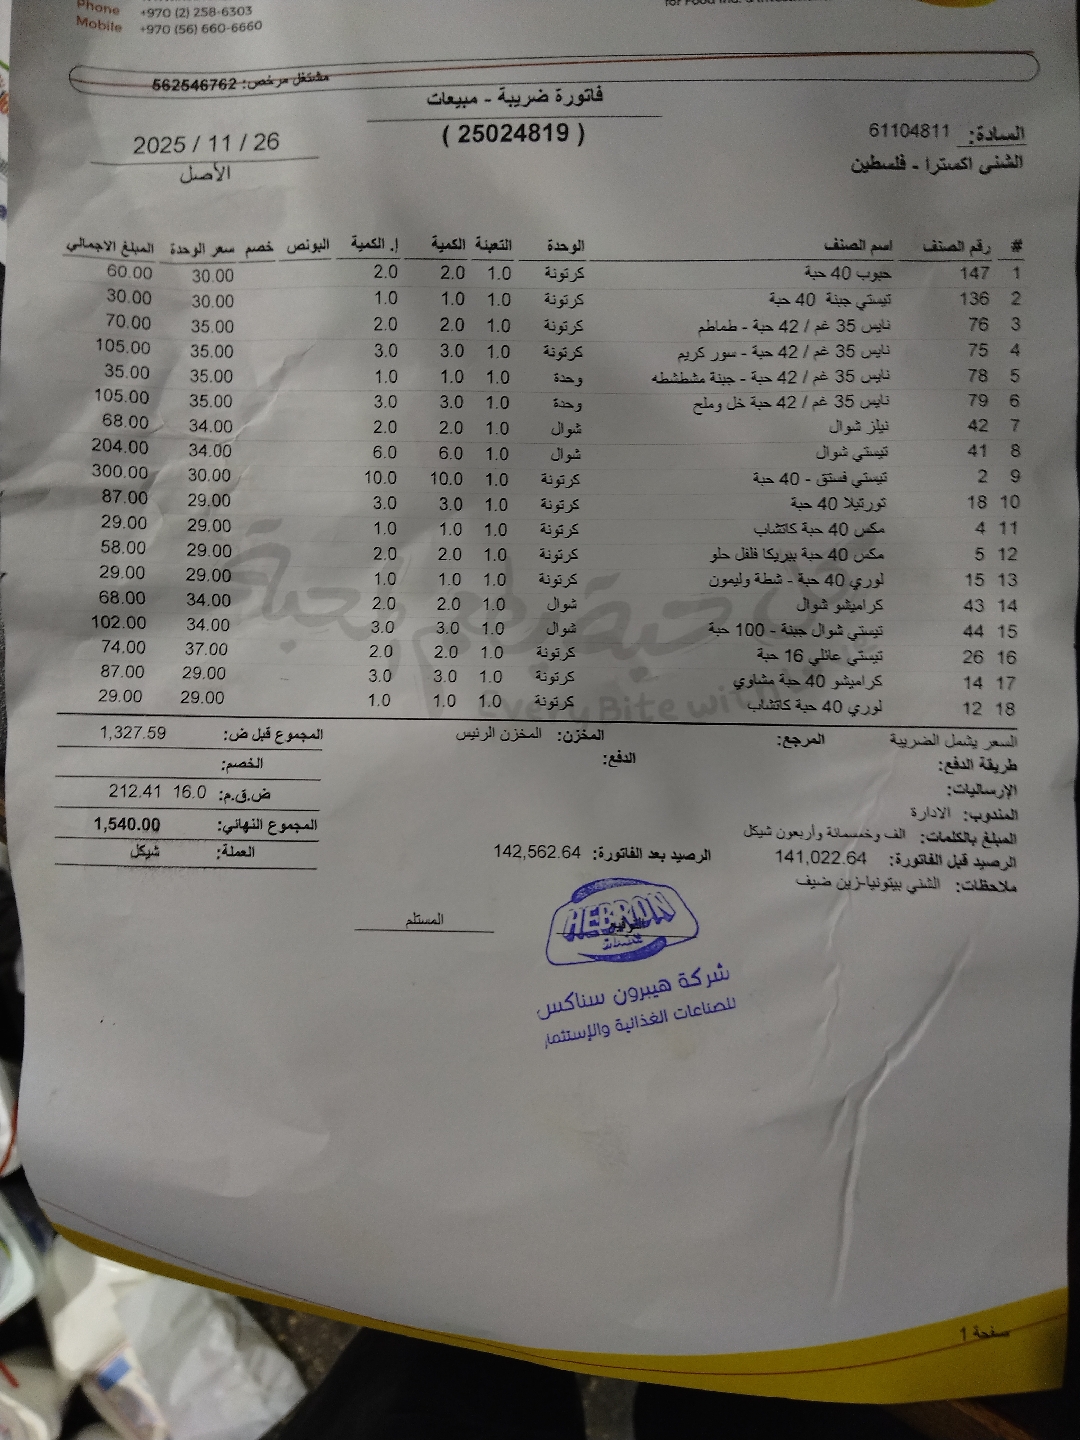 Phone +970 (2) 258-6303
Mobile +970 (56) 660-6660
مشتغل مرخص: 562546762
فاتورة ضريبة - مبيعات
( 25024819 )
السادة: 61104811
الشني اكسترا - فلسطين
2025 / 11 / 26
الأصل
# رقم الصنف اسم الصنف الوحدة التعبئة الكمية إ. الكمية البونص خصم سعر الوحدة المبلغ الاجمالي
1 147 حبوب 40 حبة كرتونة 1.0 2.0 2.0 30.00 60.00
2 136 تيستي جبنة 40 حبة كرتونة 1.0 1.0 1.0 30.00 30.00
3 76 نايس 35 غم / 42 حبة - طماطم كرتونة 1.0 2.0 2.0 35.00 70.00
4 75 نايس 35 غم / 42 حبة - سور كريم كرتونة 1.0 3.0 3.0 35.00 105.00
5 78 نايس 35 غم / 42 حبة - جبنة مشطشطه وحدة 1.0 1.0 1.0 35.00 35.00
6 79 نايس 35 غم / 42 حبة خل وملح وحدة 1.0 3.0 3.0 35.00 105.00
7 42 نيلز شوال شوال 1.0 2.0 2.0 34.00 68.00
8 41 تيستي شوال شوال 1.0 6.0 6.0 34.00 204.00
9 2 تيستي فستق - 40 حبة كرتونة 1.0 10.0 10.0 30.00 300.00
10 18 تورتيلا 40 حبة كرتونة 1.0 3.0 3.0 29.00 87.00
11 4 مكس 40 حبة كاتشاب كرتونة 1.0 1.0 1.0 29.00 29.00
12 5 مكس 40 حبة بيريكا فلفل حلو كرتونة 1.0 2.0 2.0 29.00 58.00
13 15 لوري 40 حبة - شطة وليمون كرتونة 1.0 1.0 1.0 29.00 29.00
14 43 كراميشو شوال شوال 1.0 2.0 2.0 34.00 68.00
15 44 تيستي شوال جبنة - 100 حبة شوال 1.0 3.0 3.0 34.00 102.00
16 26 تيستي عائلي 16 حبة كرتونة 1.0 2.0 2.0 37.00 74.00
17 14 كراميشو 40 حبة مشاوي كرتونة 1.0 3.0 3.0 29.00 87.00
18 12 لوري 40 حبة كاتشاب كرتونة 1.0 1.0 1.0 29.00 29.00
Every Bite with
السعر يشمل الضريبة المرجع: المخزن: المخزن الرئيس
طريقة الدفع: الدفع:
الإرساليات:
المندوب: الادارة
المبلغ بالكلمات: الف وخمسمائة وأربعون شيكل
الرصيد قبل الفاتورة: 141,022.64 الرصيد بعد الفاتورة: 142,562.64
ملاحظات: الشني بيتونيا-زين ضيف
المجموع قبل ض: 1,327.59
الخصم:
ض.ق.م: 16.0 212.41
المجموع النهائي: 1,540.00
العملة: شيكل
المستلم
HEBRON
شركة هيبرون سناكس
للصناعات الغذائية والإستثمار
صفحة 1